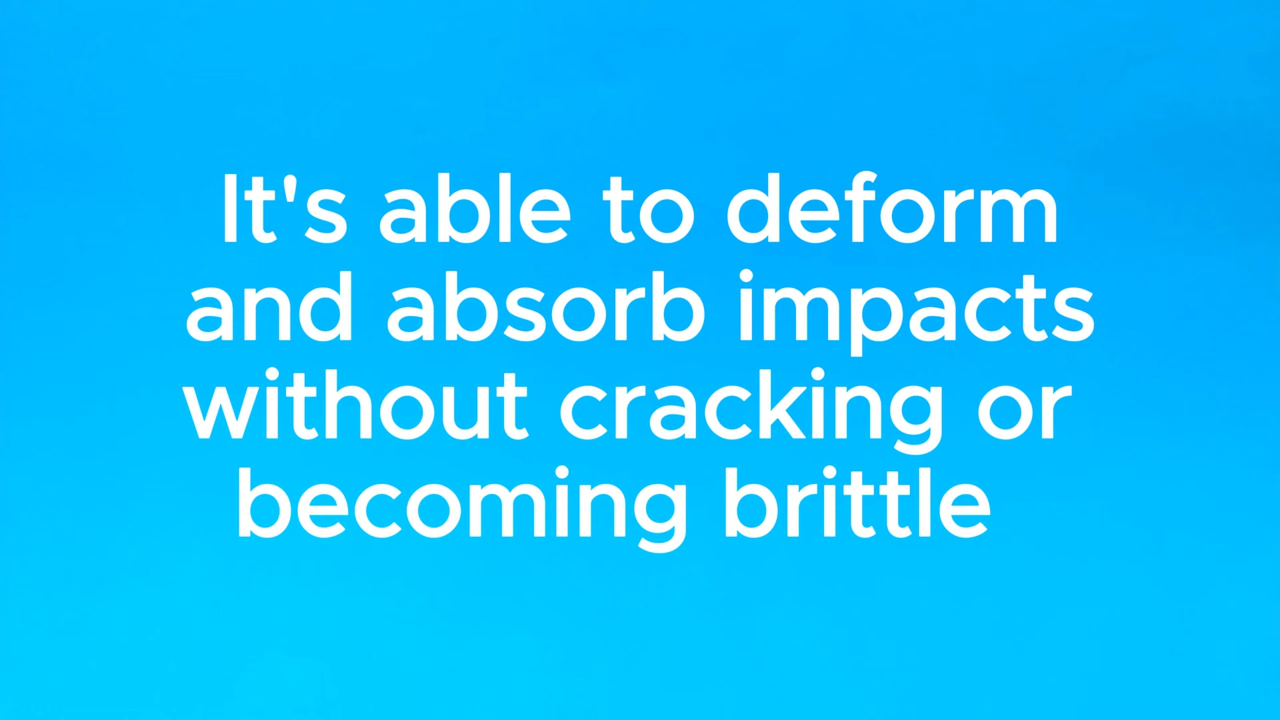 It's able to deform
and absorb impacts
without cracking or
becoming brittle